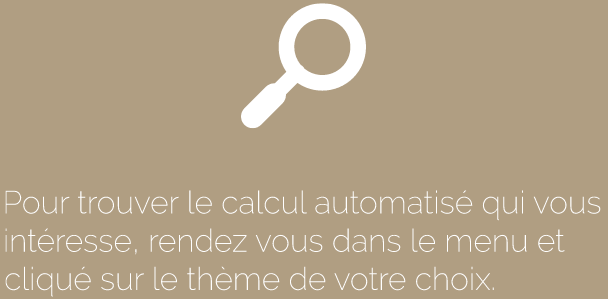 Pour trouver le calcul automatisé qui vous
intéresse, rendez vous dans le menu et
cliqué sur le thème de votre choix.